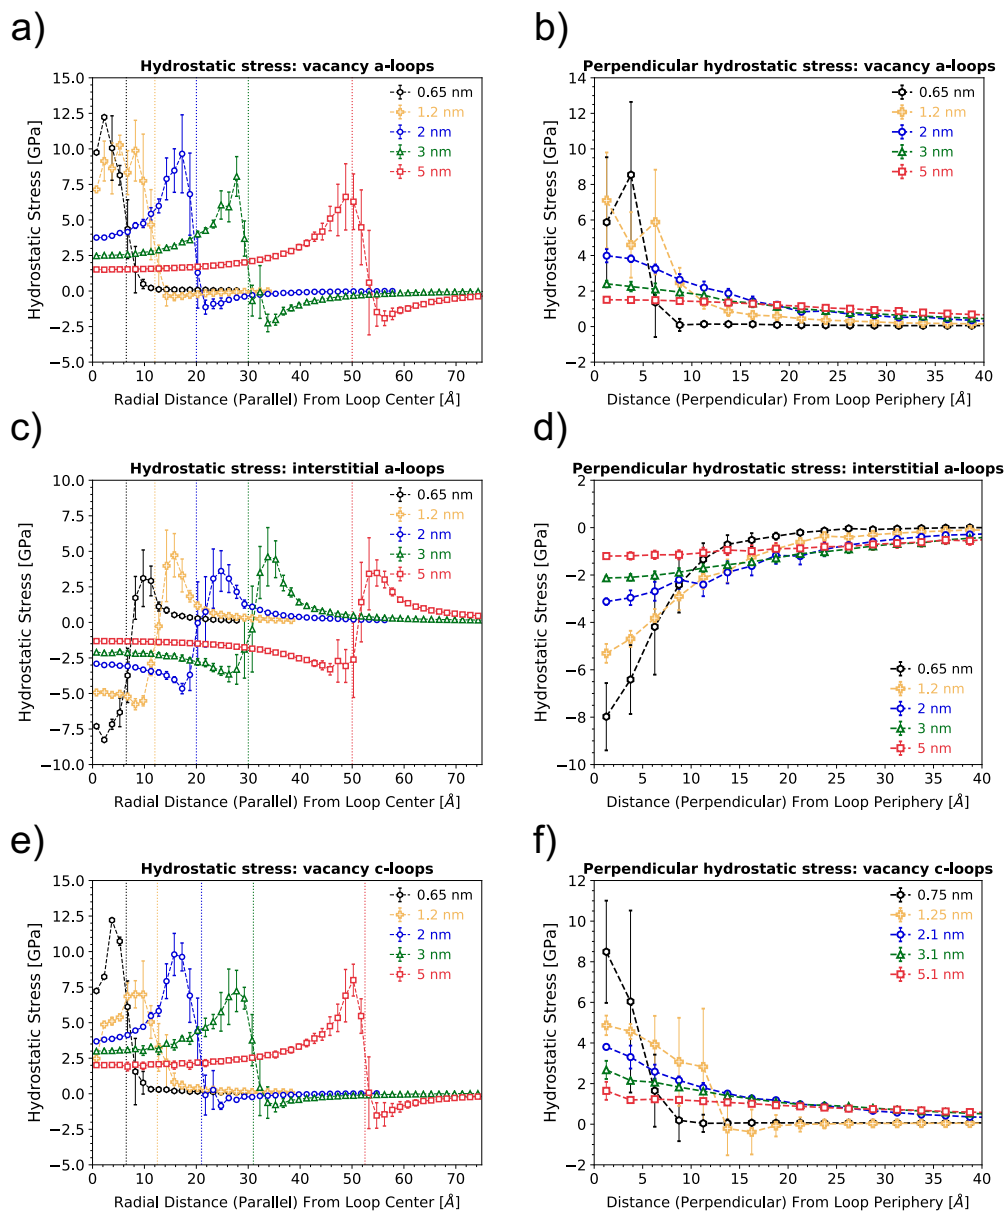 a)
Hydrostatic stress: vacancy a-loops
Hydrostatic Stress [GPa]
15.0
12.5
10.0
7.5
5.0
2.5
0.0
−2.5
−5.0
0 10 20 30 40 50 60 70
Radial Distance (Parallel) From Loop Center [Å]
0.65 nm
1.2 nm
2 nm
3 nm
5 nm
b)
Perpendicular hydrostatic stress: vacancy a-loops
Hydrostatic Stress [GPa]
14
12
10
8
6
4
2
0
−2
0 5 10 15 20 25 30 35 40
Distance (Perpendicular) From Loop Periphery [Å]
0.65 nm
1.2 nm
2 nm
3 nm
5 nm
c)
Hydrostatic stress: interstitial a-loops
Hydrostatic Stress [GPa]
10.0
7.5
5.0
2.5
0.0
−2.5
−5.0
−7.5
−10.0
0 10 20 30 40 50 60 70
Radial Distance (Parallel) From Loop Center [Å]
0.65 nm
1.2 nm
2 nm
3 nm
5 nm
d)
Perpendicular hydrostatic stress: interstitial a-loops
Hydrostatic Stress [GPa]
2
0
−2
−4
−6
−8
−10
0 5 10 15 20 25 30 35 40
Distance (Perpendicular) From Loop Periphery [Å]
0.65 nm
1.2 nm
2 nm
3 nm
5 nm
e)
Hydrostatic stress: vacancy c-loops
Hydrostatic Stress [GPa]
15.0
12.5
10.0
7.5
5.0
2.5
0.0
−2.5
−5.0
0 10 20 30 40 50 60 70
Radial Distance (Parallel) From Loop Center [Å]
0.65 nm
1.2 nm
2 nm
3 nm
5 nm
f)
Perpendicular hydrostatic stress: vacancy c-loops
Hydrostatic Stress [GPa]
12
10
8
6
4
2
0
−2
0 5 10 15 20 25 30 35 40
Distance (Perpendicular) From Loop Periphery [Å]
0.75 nm
1.25 nm
2.1 nm
3.1 nm
5.1 nm